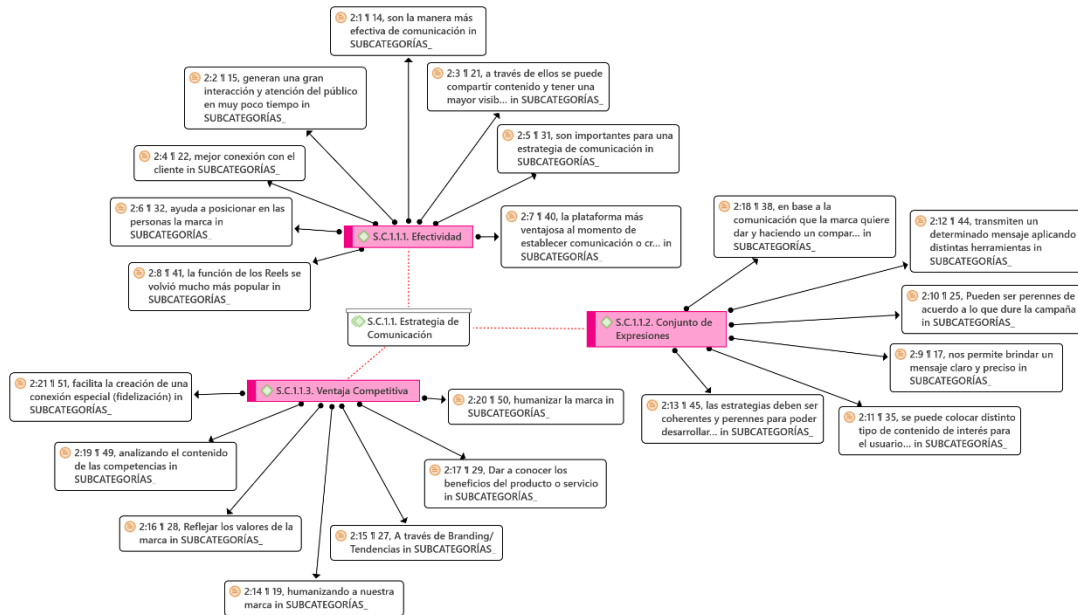 2:1 ¶ 14, son la manera más
efectiva de comunicación in
SUBCATEGORÍAS_
2:2 ¶ 15, generan una gran
interacción y atención del público
en muy poco tiempo in
SUBCATEGORÍAS_
2:3 ¶ 21, a través de ellos se puede
compartir contenido y tener una
mayor visib... in SUBCATEGORÍAS_
2:5 ¶ 31, son importantes para una
estrategia de comunicación in
SUBCATEGORÍAS_
2:4 ¶ 22, mejor conexión con el
cliente in SUBCATEGORÍAS_
2:6 ¶ 32, ayuda a posicionar en las
personas la marca in
SUBCATEGORÍAS_
S.C.1.1.1. Efectividad
2:7 ¶ 40, la plataforma más
ventajosa al momento de
establecer comunicación o cr... in
SUBCATEGORÍAS_
2:8 ¶ 41, la función de los Reels se
volvió mucho más popular in
SUBCATEGORÍAS_
2:18 ¶ 38, en base a la
comunicación que la marca quiere
dar y haciendo un compar... in
SUBCATEGORÍAS_
2:12 ¶ 44, transmiten un
determinado mensaje aplicando
distintas herramientas in
SUBCATEGORÍAS_
2:10 ¶ 25, Pueden ser perennes de
acuerdo a lo que dure la campaña
in SUBCATEGORÍAS_
S.C.1.1. Estrategia de
Comunicación
S.C.1.1.2. Conjunto de
Expresiones
2:9 ¶ 17, nos permite brindar un
mensaje claro y preciso in
SUBCATEGORÍAS_
2:13 ¶ 45, las estrategias deben ser
coherentes y perennes para poder
desarrollar... in SUBCATEGORÍAS_
2:11 ¶ 35, se puede colocar distinto
tipo de contenido de interés para
el usuario... in SUBCATEGORÍAS_
2:21 ¶ 51, facilita la creación de una
conexión especial (fidelización) in
SUBCATEGORÍAS_
S.C.1.1.3. Ventaja Competitiva
2:20 ¶ 50, humanizar la marca in
SUBCATEGORÍAS_
2:19 ¶ 49, analizando el contenido
de las competencias in
SUBCATEGORÍAS_
2:17 ¶ 29, Dar a conocer los
beneficios del producto o servicio
in SUBCATEGORÍAS_
2:16 ¶ 28, Reflejar los valores de la
marca in SUBCATEGORÍAS_
2:15 ¶ 27, A través de Branding/
Tendencias in SUBCATEGORÍAS_
2:14 ¶ 19, humanizando a nuestra
marca in SUBCATEGORÍAS_